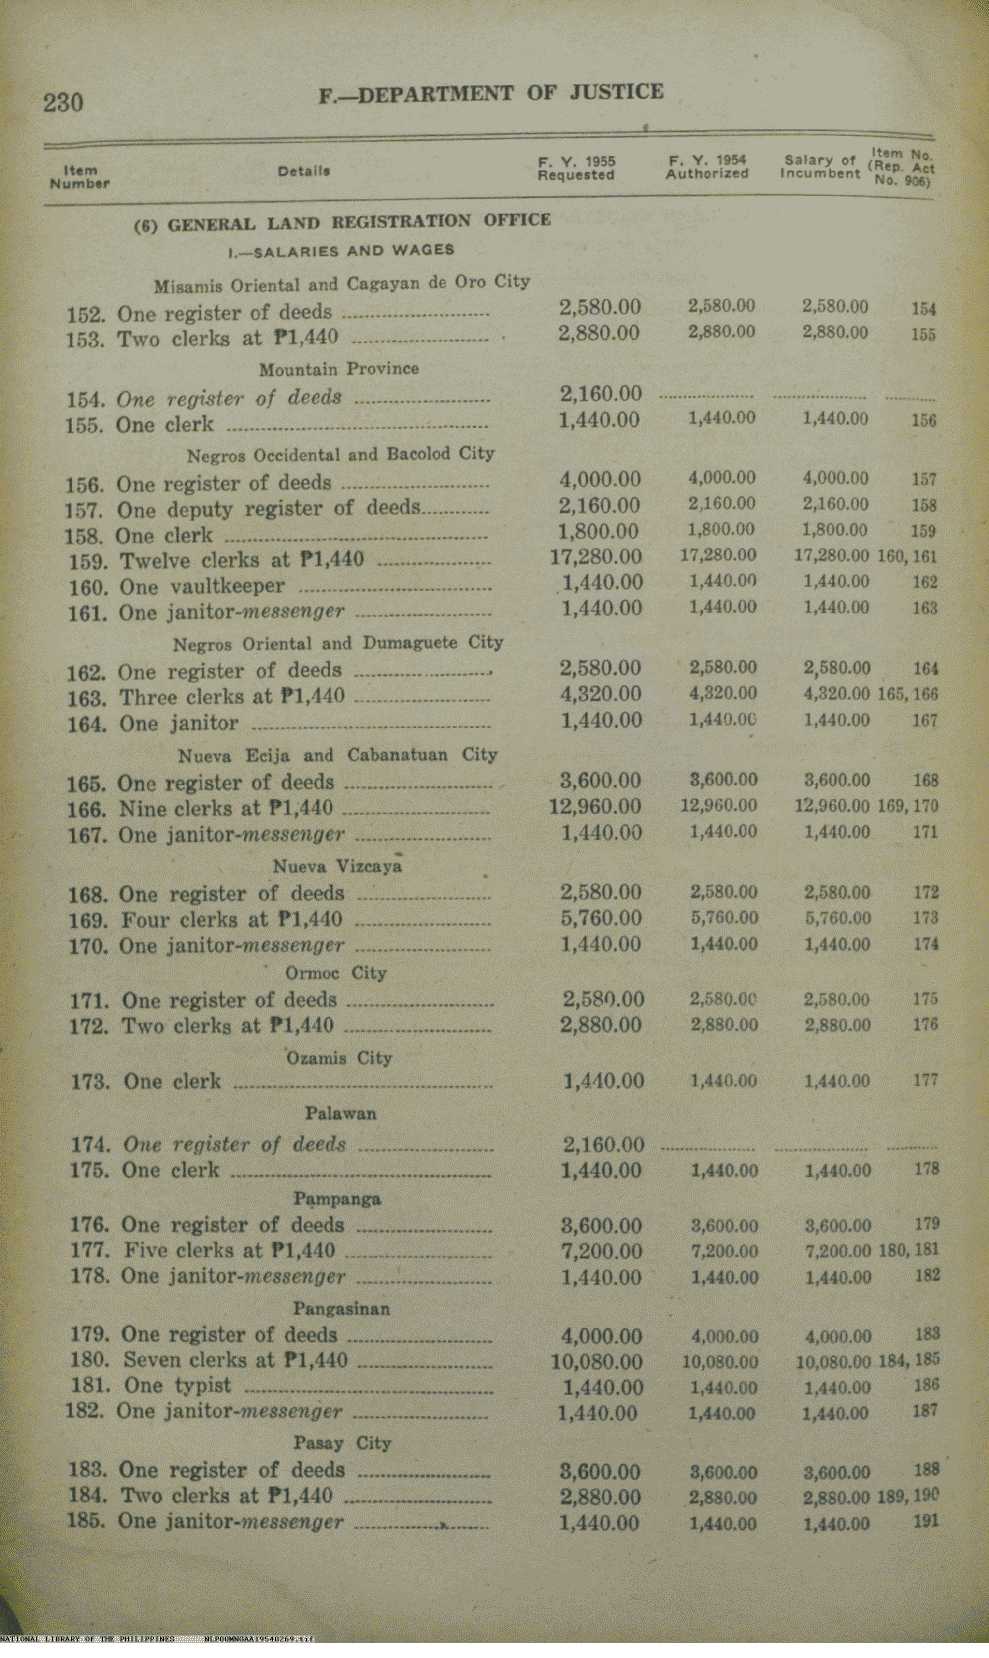 230
F.—DEPARTMENT OF JUSTICE
Item Number Details F. Y. 1955 Requested F. Y. 1954 Authorized Salary of Incumbent Item No. (Rep. Act No. 906)
(6) GENERAL LAND REGISTRATION OFFICE
I.—SALARIES AND WAGES
Misamis Oriental and Cagayan de Oro City
152. One register of deeds 2,580.00 2,580.00 2,580.00 154
153. Two clerks at ₱1,440 2,880.00 2,880.00 2,880.00 155
Mountain Province
154. One register of deeds 2,160.00
155. One clerk 1,440.00 1,440.00 1,440.00 156
Negros Occidental and Bacolod City
156. One register of deeds 4,000.00 4,000.00 4,000.00 157
157. One deputy register of deeds 2,160.00 2,160.00 2,160.00 158
158. One clerk 1,800.00 1,800.00 1,800.00 159
159. Twelve clerks at ₱1,440 17,280.00 17,280.00 17,280.00 160, 161
160. One vaultkeeper 1,440.00 1,440.00 1,440.00 162
161. One janitor-messenger 1,440.00 1,440.00 1,440.00 163
Negros Oriental and Dumaguete City
162. One register of deeds 2,580.00 2,580.00 2,580.00 164
163. Three clerks at ₱1,440 4,320.00 4,320.00 4,320.00 165, 166
164. One janitor 1,440.00 1,440.00 1,440.00 167
Nueva Ecija and Cabanatuan City
165. One register of deeds 3,600.00 3,600.00 3,600.00 168
166. Nine clerks at ₱1,440 12,960.00 12,960.00 12,960.00 169, 170
167. One janitor-messenger 1,440.00 1,440.00 1,440.00 171
Nueva Vizcaya
168. One register of deeds 2,580.00 2,580.00 2,580.00 172
169. Four clerks at ₱1,440 5,760.00 5,760.00 5,760.00 173
170. One janitor-messenger 1,440.00 1,440.00 1,440.00 174
Ormoc City
171. One register of deeds 2,580.00 2,580.00 2,580.00 175
172. Two clerks at ₱1,440 2,880.00 2,880.00 2,880.00 176
Ozamis City
173. One clerk 1,440.00 1,440.00 1,440.00 177
Palawan
174. One register of deeds 2,160.00
175. One clerk 1,440.00 1,440.00 1,440.00 178
Pampanga
176. One register of deeds 3,600.00 3,600.00 3,600.00 179
177. Five clerks at ₱1,440 7,200.00 7,200.00 7,200.00 180, 181
178. One janitor-messenger 1,440.00 1,440.00 1,440.00 182
Pangasinan
179. One register of deeds 4,000.00 4,000.00 4,000.00 183
180. Seven clerks at ₱1,440 10,080.00 10,080.00 10,080.00 184, 185
181. One typist 1,440.00 1,440.00 1,440.00 186
182. One janitor-messenger 1,440.00 1,440.00 1,440.00 187
Pasay City
183. One register of deeds 3,600.00 3,600.00 3,600.00 188
184. Two clerks at ₱1,440 2,880.00 2,880.00 2,880.00 189, 190
185. One janitor-messenger 1,440.00 1,440.00 1,440.00 191
NATIONAL LIBRARY OF THE PHILIPPINES NLPOOMNGAA19540269.tif